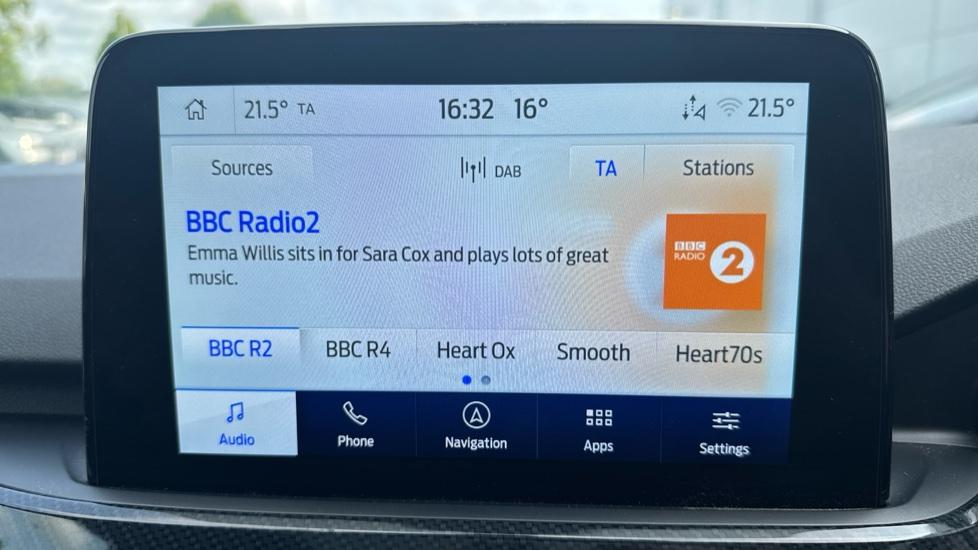 21.5° TA 16:32 16° 21.5°
Sources DAB TA Stations
BBC Radio2
Emma Willis sits in for Sara Cox and plays lots of great
music.
BBC
RADIO 2
BBC R2 BBC R4 Heart Ox Smooth Heart70s
Audio Phone Navigation Apps Settings